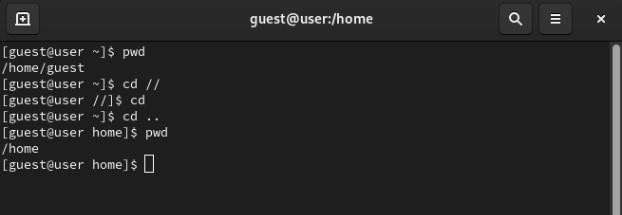 guest@user:/home
[guest@user ~]$ pwd
/home/guest
[guest@user ~]$ cd //
[guest@user //]$ cd
[guest@user ~]$ cd ..
[guest@user home]$ pwd
/home
[guest@user home]$